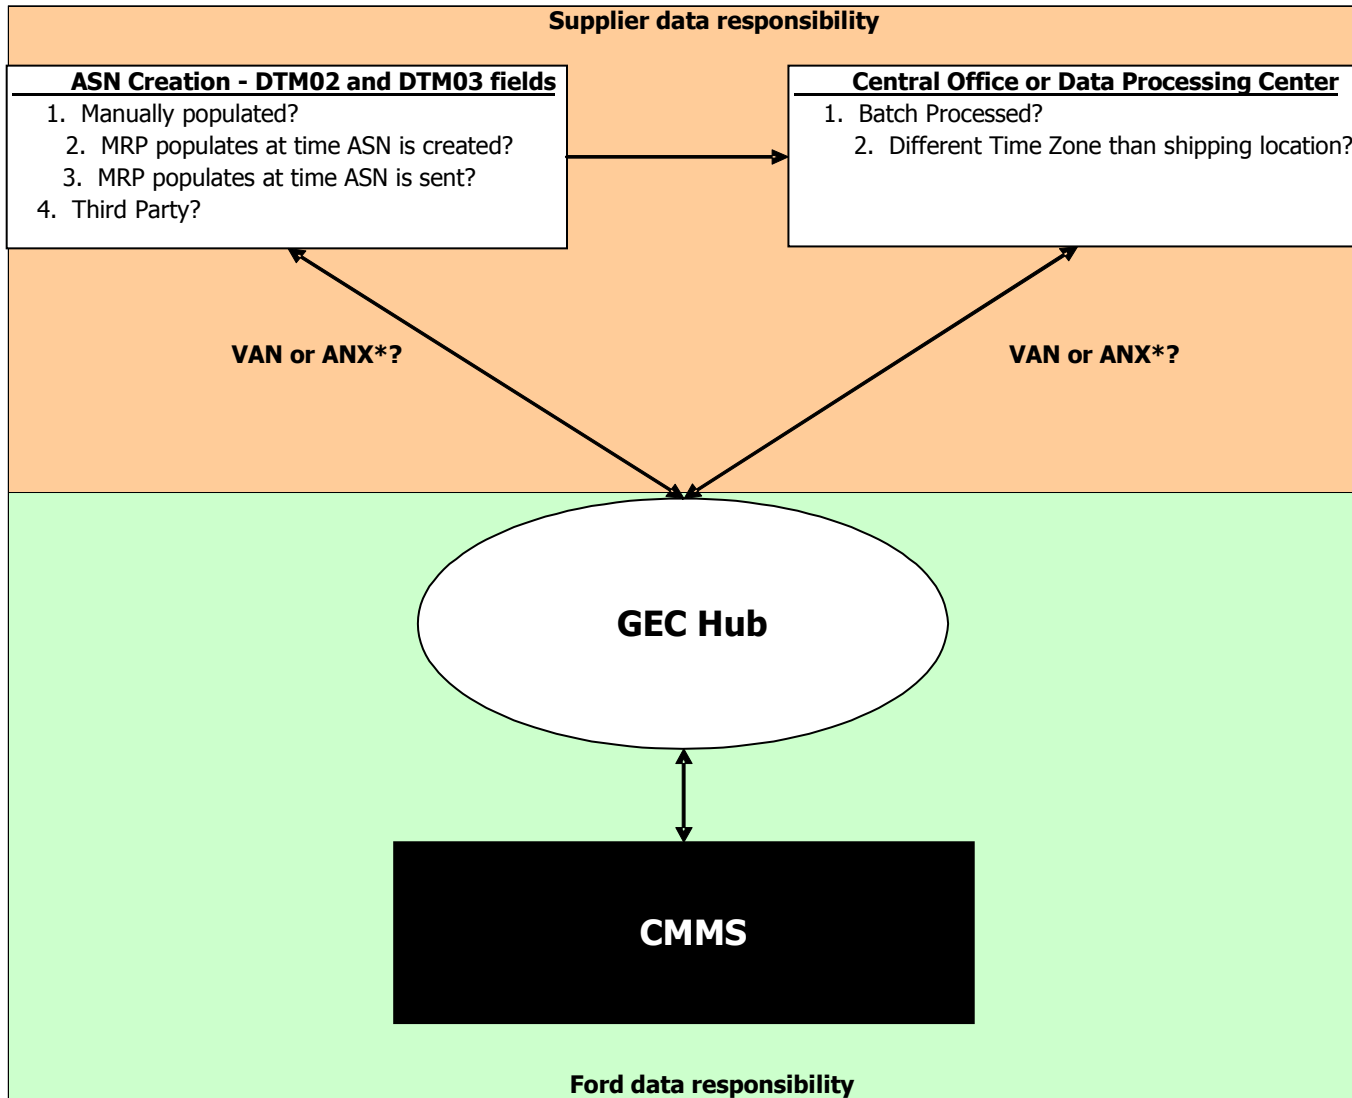 Supplier data responsibility
ASN Creation - DTM02 and DTM03 fields
1. Manually populated?
2. MRP populates at time ASN is created?
3. MRP populates at time ASN is sent?
4. Third Party?
Central Office or Data Processing Center
1. Batch Processed?
2. Different Time Zone than shipping location?
VAN or ANX*?
VAN or ANX*?
GEC Hub
CMMS
Ford data responsibility